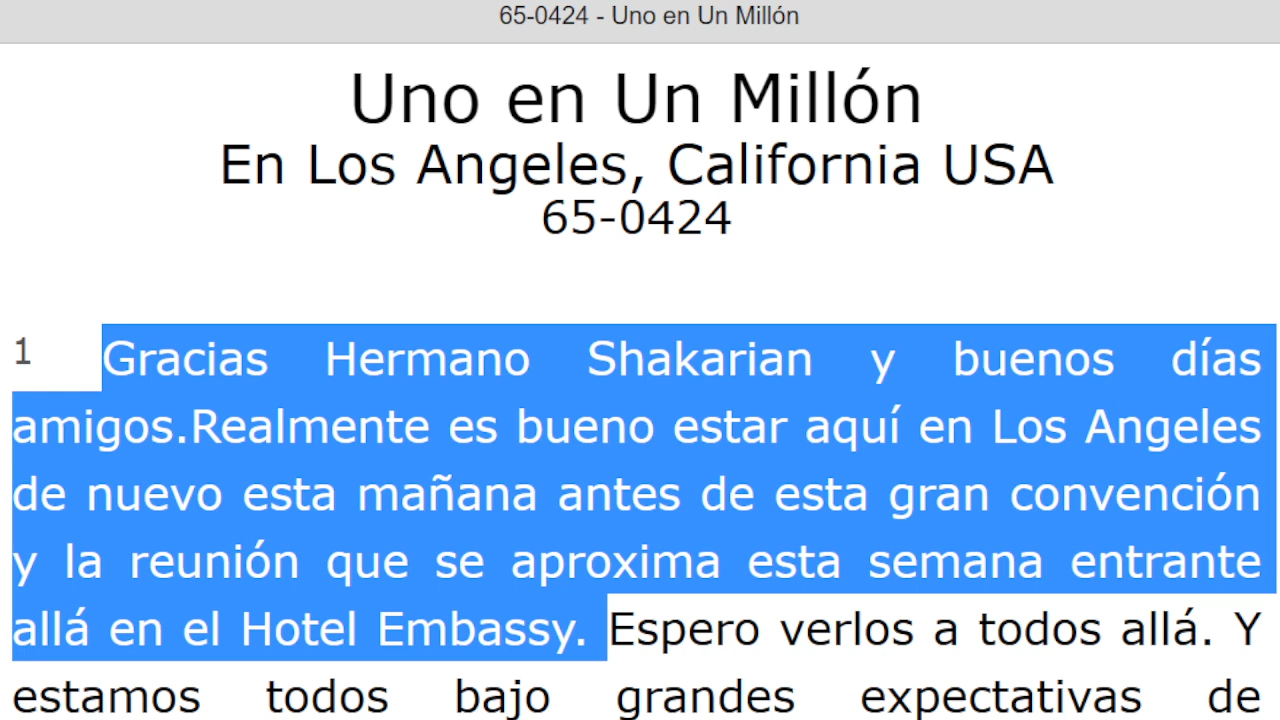 65-0424 - Uno en Un Millón
Uno en Un Millón
En Los Angeles, California USA
65-0424
1 Gracias Hermano Shakarian y buenos días
amigos.Realmente es bueno estar aquí en Los Angeles
de nuevo esta mañana antes de esta gran convención
y la reunión que se aproxima esta semana entrante
allá en el Hotel Embassy. Espero verlos a todos allá. Y
estamos todos bajo grandes expectativas de